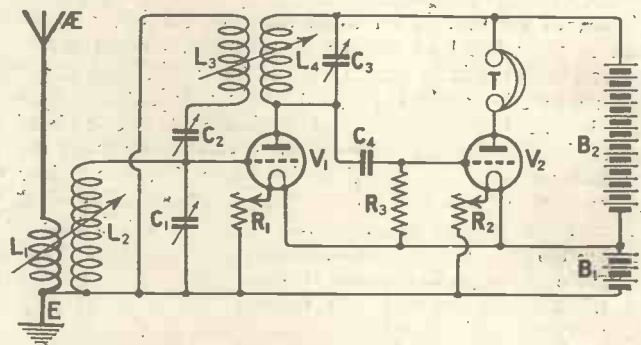 Æ
L₃
L₄
C₃
T
B₂
C₂
V₁
C₄
V₂
L₁
L₂
C₁
R₁
R₃
R₂
B₁
E